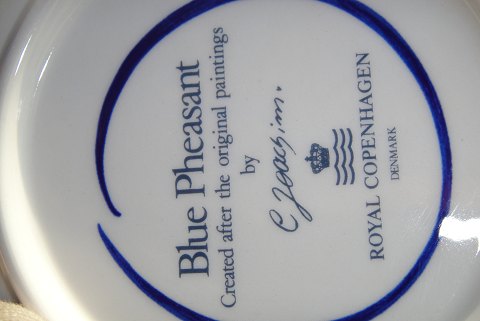 Blue Pheasant
Created after the original paintings
by
C Joachim.
ROYAL COPENHAGEN
DENMARK